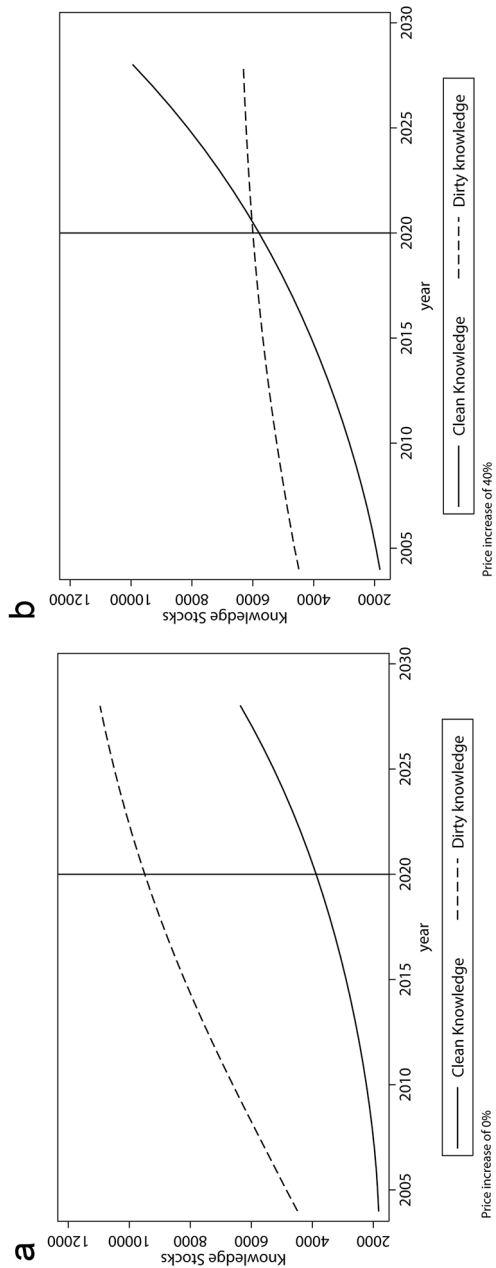 a
12000
10000
8000
6000
4000
2000
Knowledge Stocks
2005 2010 2015 2020 2025 2030
year
Clean Knowledge Dirty knowledge
Price increase of 0%
b
12000
10000
8000
6000
4000
2000
Knowledge Stocks
2005 2010 2015 2020 2025 2030
year
Clean Knowledge Dirty knowledge
Price increase of 40%